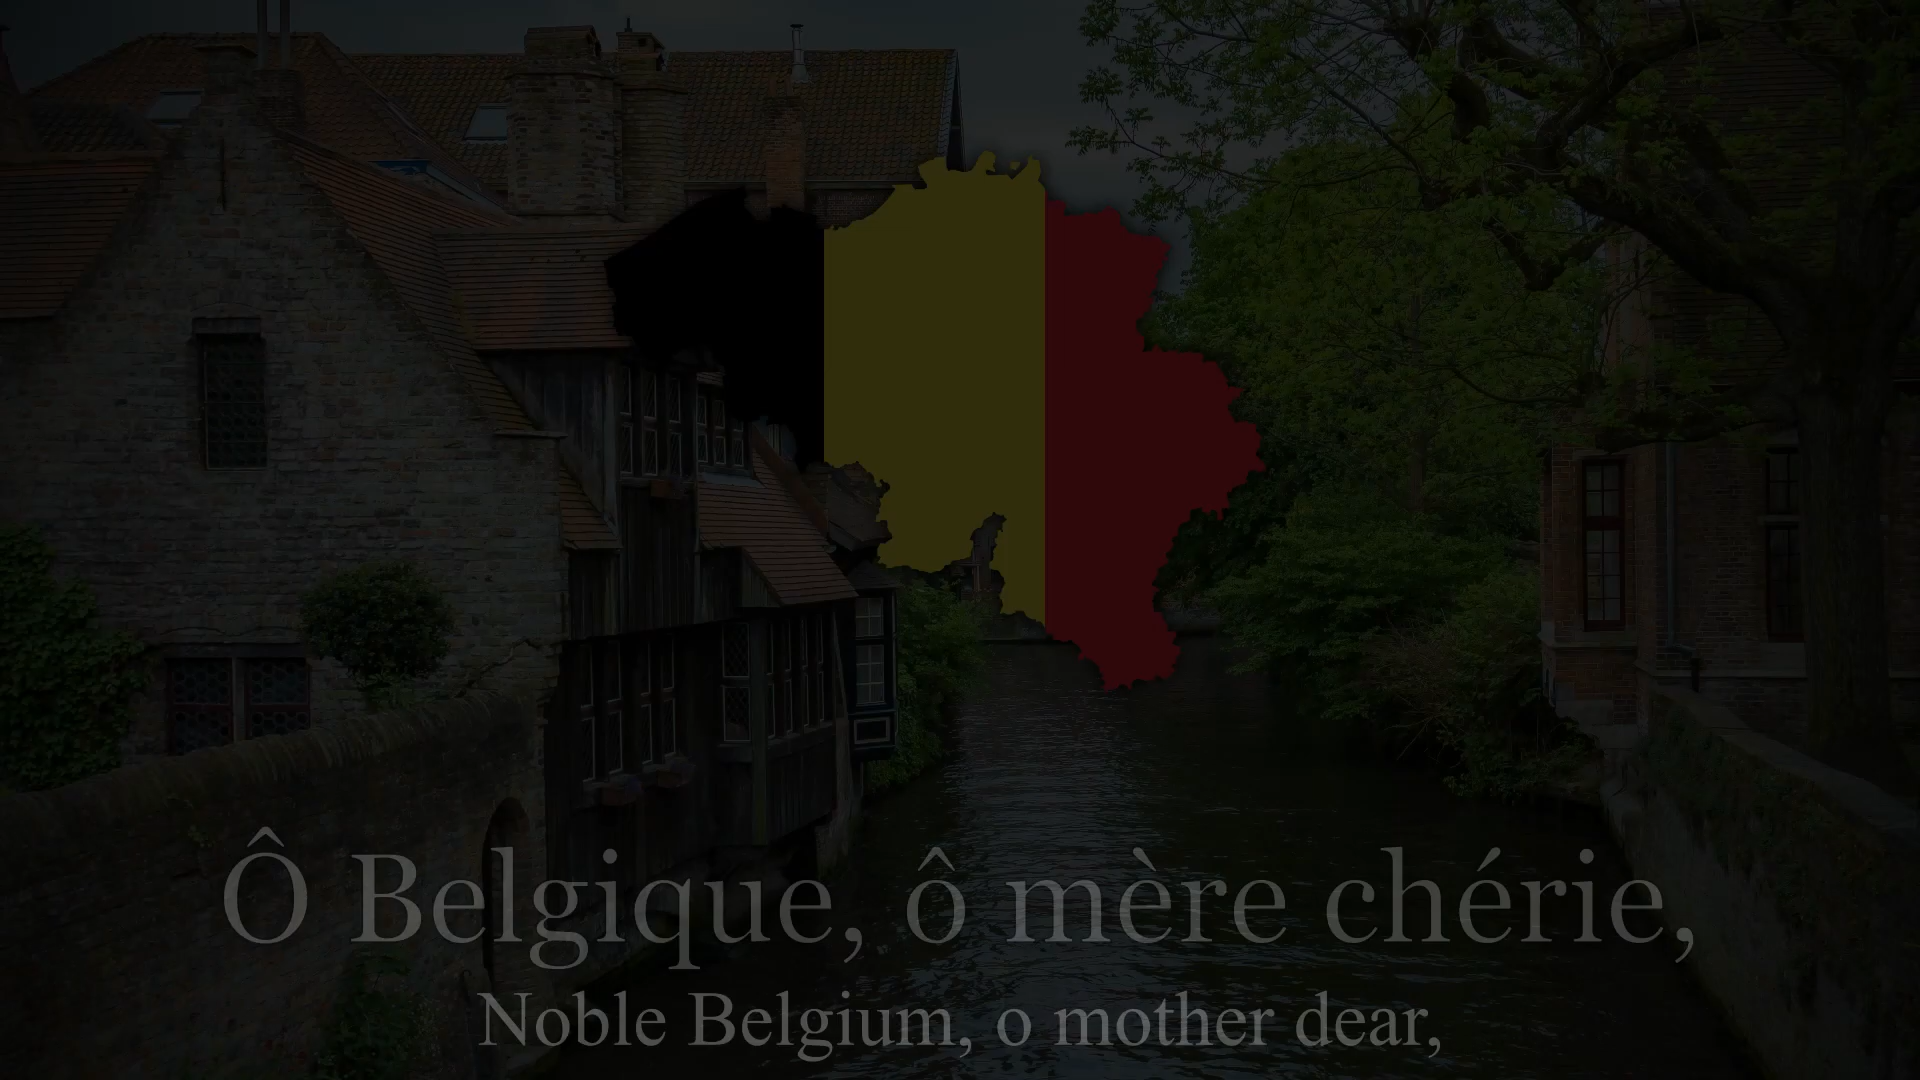 Ô Belgique, ô mère chérie,
Noble Belgium, o mother dear,